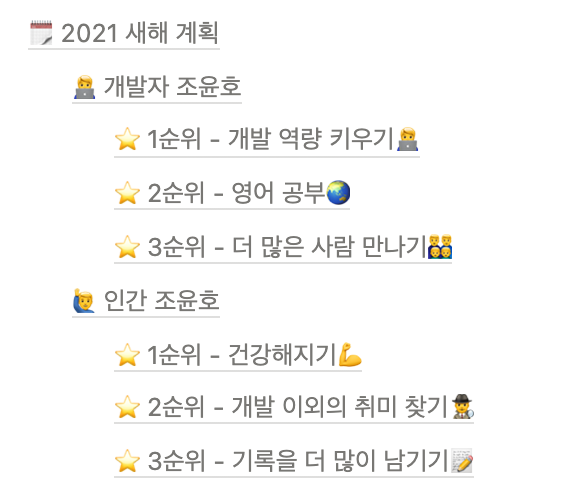 🗓️ 2021 새해 계획
👨‍💻 개발자 조윤호
⭐ 1순위 - 개발 역량 키우기👨‍💻
⭐ 2순위 - 영어 공부🌏
⭐ 3순위 - 더 많은 사람 만나기👨‍👨‍👦‍👦
🙋‍♂️ 인간 조윤호
⭐ 1순위 - 건강해지기💪
⭐ 2순위 - 개발 이외의 취미 찾기🕵️‍♂️
⭐ 3순위 - 기록을 더 많이 남기기📝